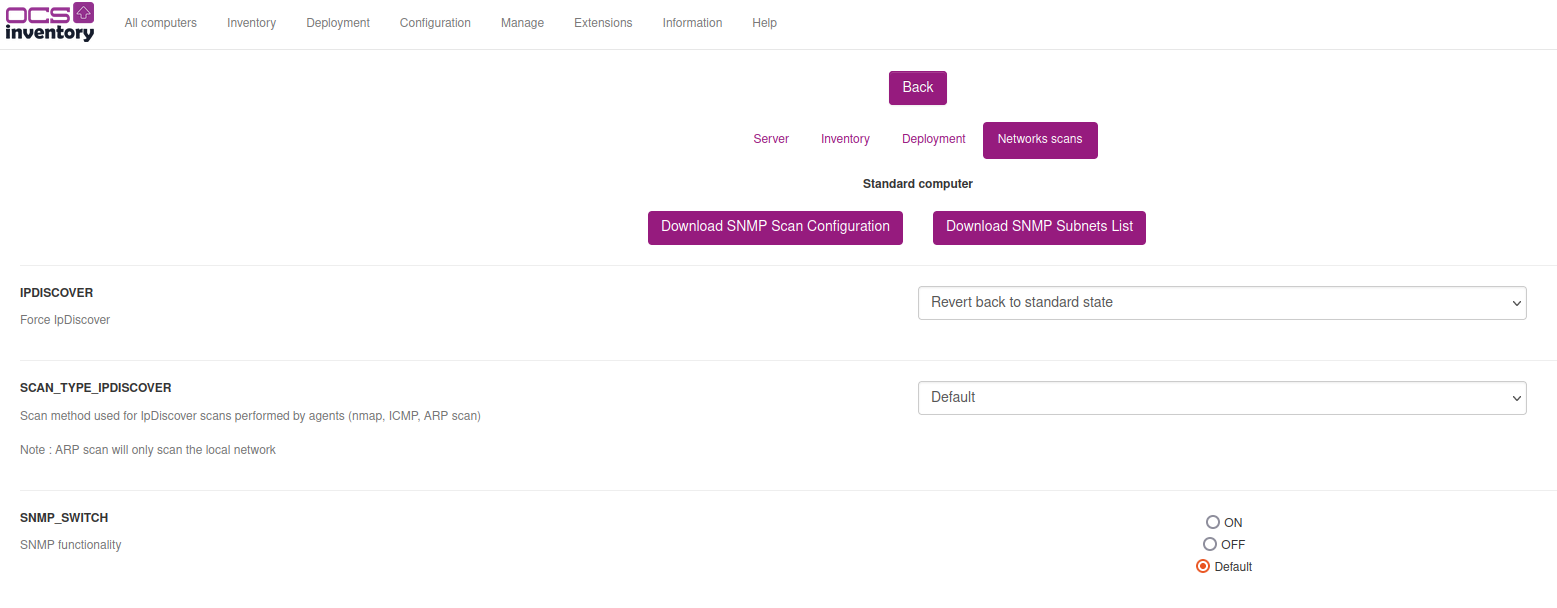 OCS
inventory
All computers Inventory Deployment Configuration Manage Extensions Information Help
Back
Server Inventory Deployment Networks scans
Standard computer
Download SNMP Scan Configuration Download SNMP Subnets List
IPDISCOVER
Force IpDiscover
Revert back to standard state
SCAN_TYPE_IPDISCOVER
Scan method used for IpDiscover scans performed by agents (nmap, ICMP, ARP scan)
Note : ARP scan will only scan the local network
Default
SNMP_SWITCH
SNMP functionality
ON
OFF
Default